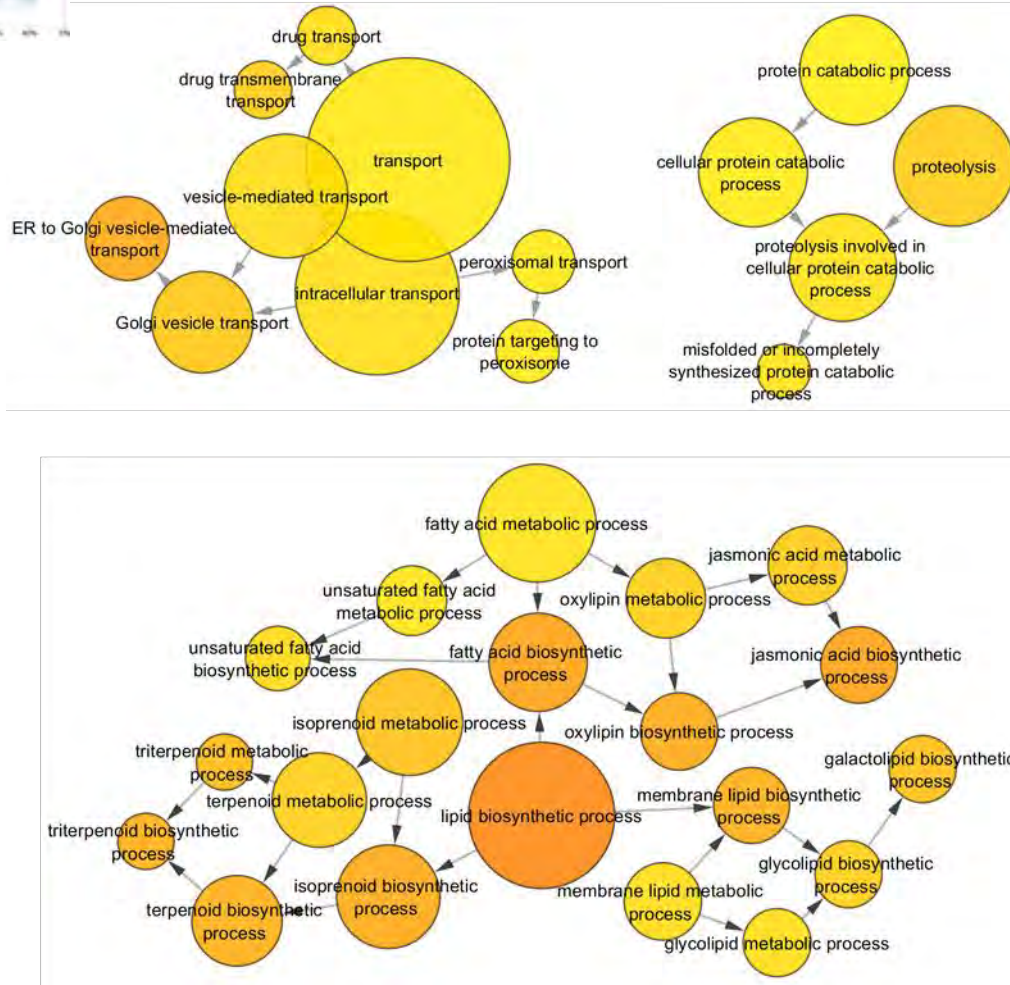 drug transport
drug transmembrane
transport
transport
vesicle-mediated transport
ER to Golgi vesicle-mediated
transport
peroxisomal transport
intracellular transport
Golgi vesicle transport
protein targeting to
peroxisome
protein catabolic process
cellular protein catabolic
process
proteolysis
proteolysis involved in
cellular protein catabolic
process
misfolded or incompletely
synthesized protein catabolic
process
fatty acid metabolic process
jasmonic acid metabolic
process
unsaturated fatty acid
metabolic process
oxylipin metabolic process
unsaturated fatty acid
biosynthetic process
fatty acid biosynthetic
process
jasmonic acid biosynthetic
process
isoprenoid metabolic process
oxylipin biosynthetic process
triterpenoid metabolic
process
galactolipid biosynthetic
process
terpenoid metabolic process
membrane lipid biosynthetic
process
lipid biosynthetic process
triterpenoid biosynthetic
process
glycolipid biosynthetic
process
isoprenoid biosynthetic
process
membrane lipid metabolic
process
terpenoid biosynthetic
process
glycolipid metabolic process